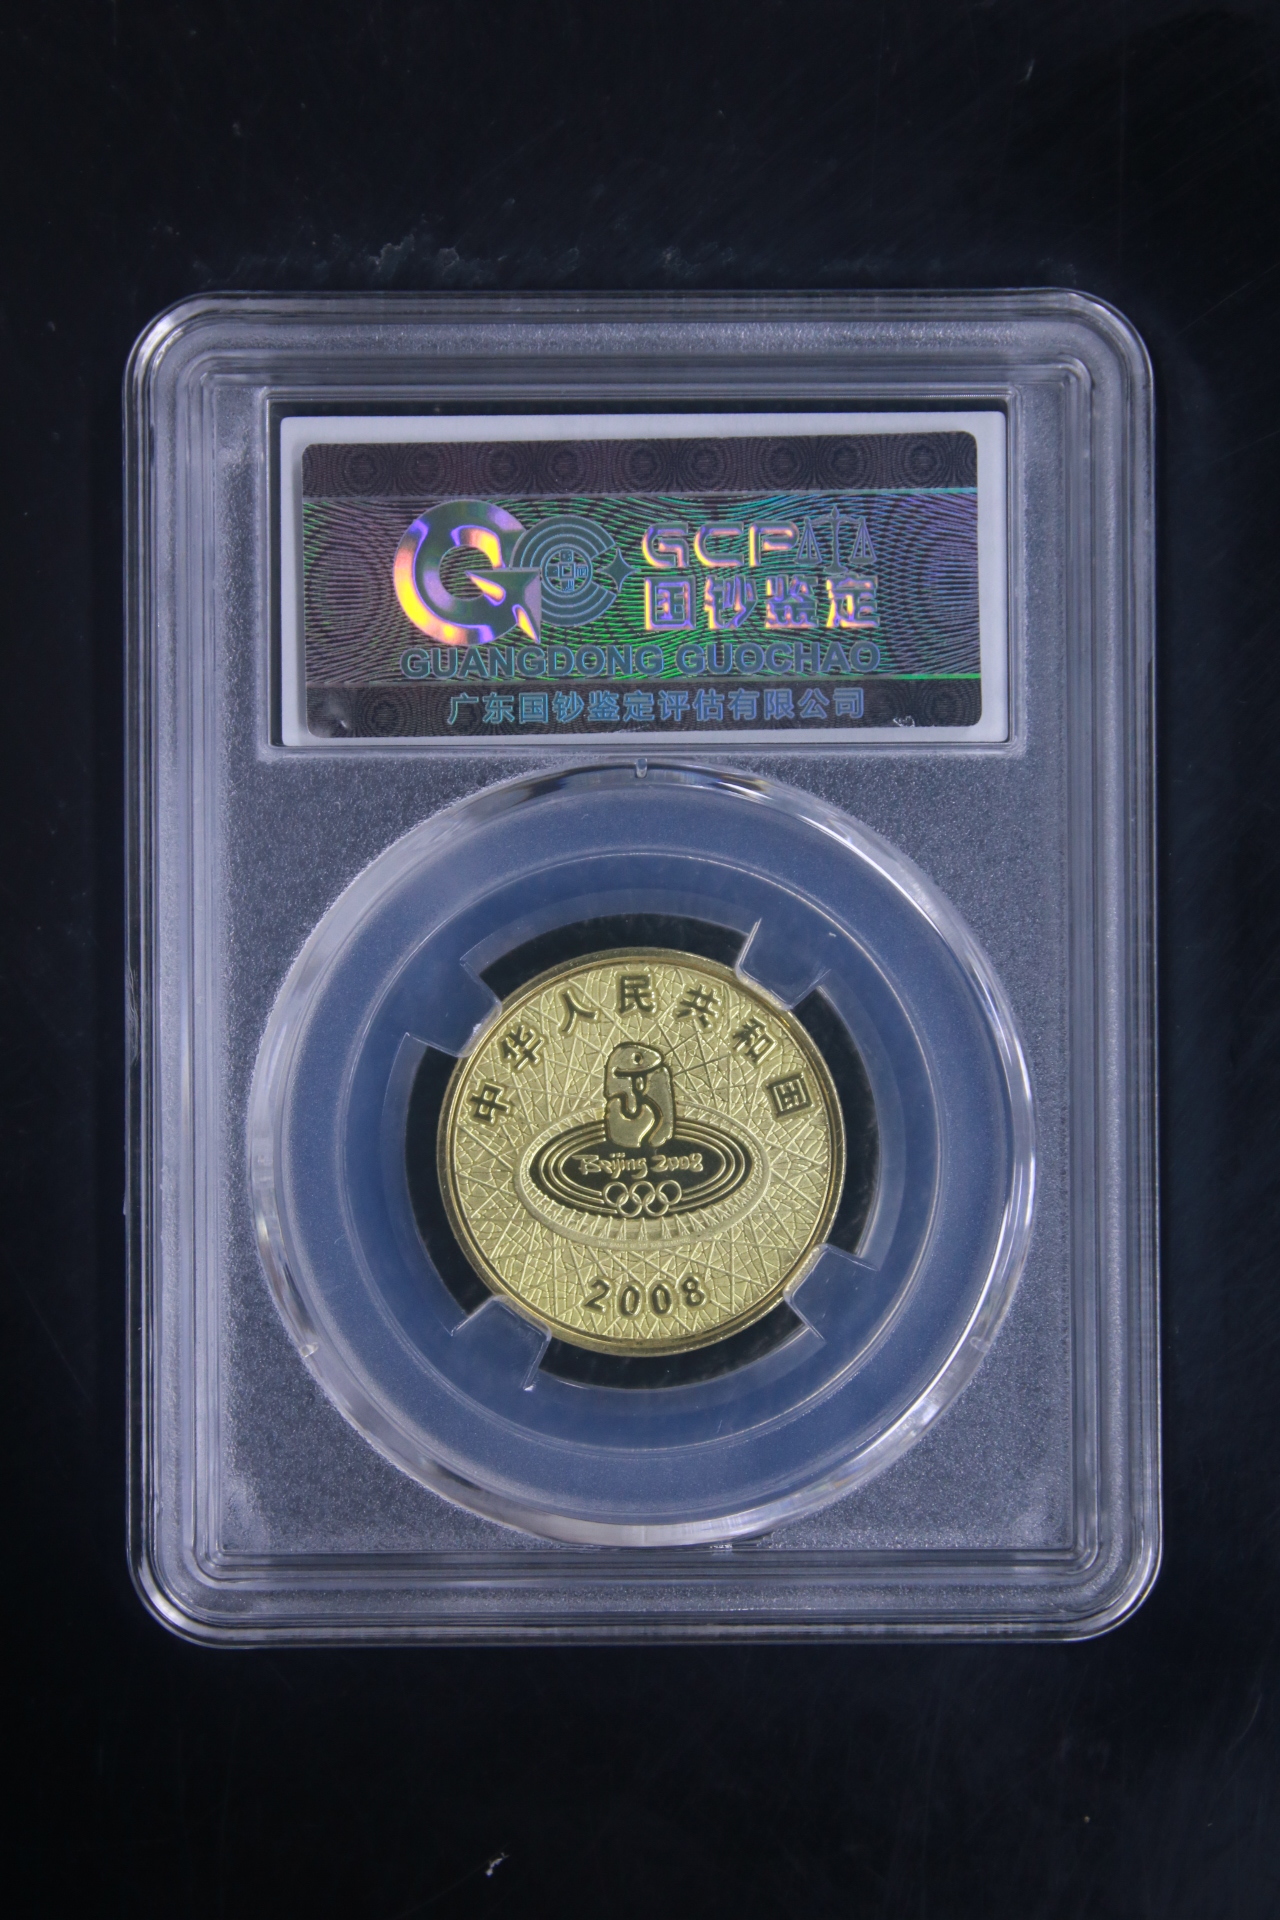 GCP
国钞鉴定
GUANGDONG GUOCHAO
广东国钞鉴定评估有限公司
中华人民共和国
Beijing 2008
2008